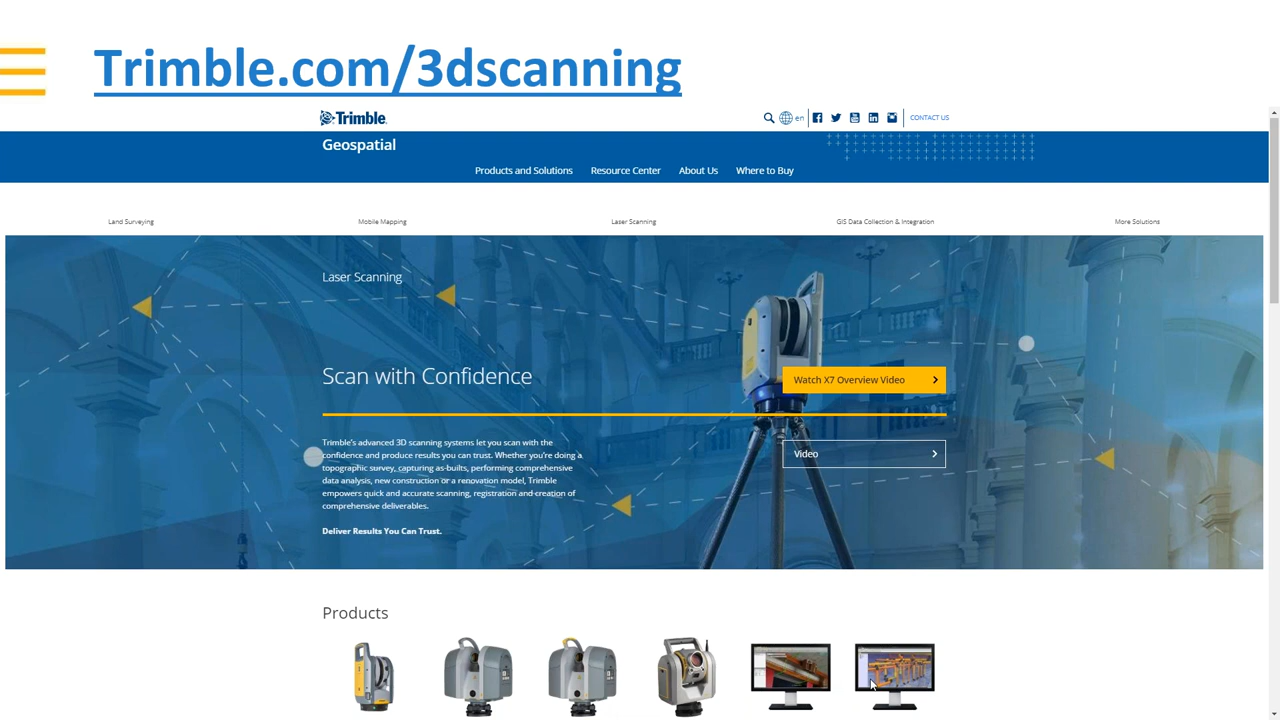 Trimble.com/3dscanning
Trimble.
en
CONTACT US
Geospatial
Products and Solutions
Resource Center
About Us
Where to Buy
Land Surveying
Mobile Mapping
Laser Scanning
GIS Data Collection & Integration
More Solutions
Laser Scanning
Scan with Confidence
Watch X7 Overview Video
Trimble's advanced 3D scanning systems let you scan with the
confidence and produce results you can trust. Whether you're doing a
topographic survey, capturing as-builts, performing comprehensive
data analysis, new construction or a renovation model, Trimble
empowers quick and accurate scanning, registration and creation of
comprehensive deliverables.
Video
Deliver Results You Can Trust.
Products